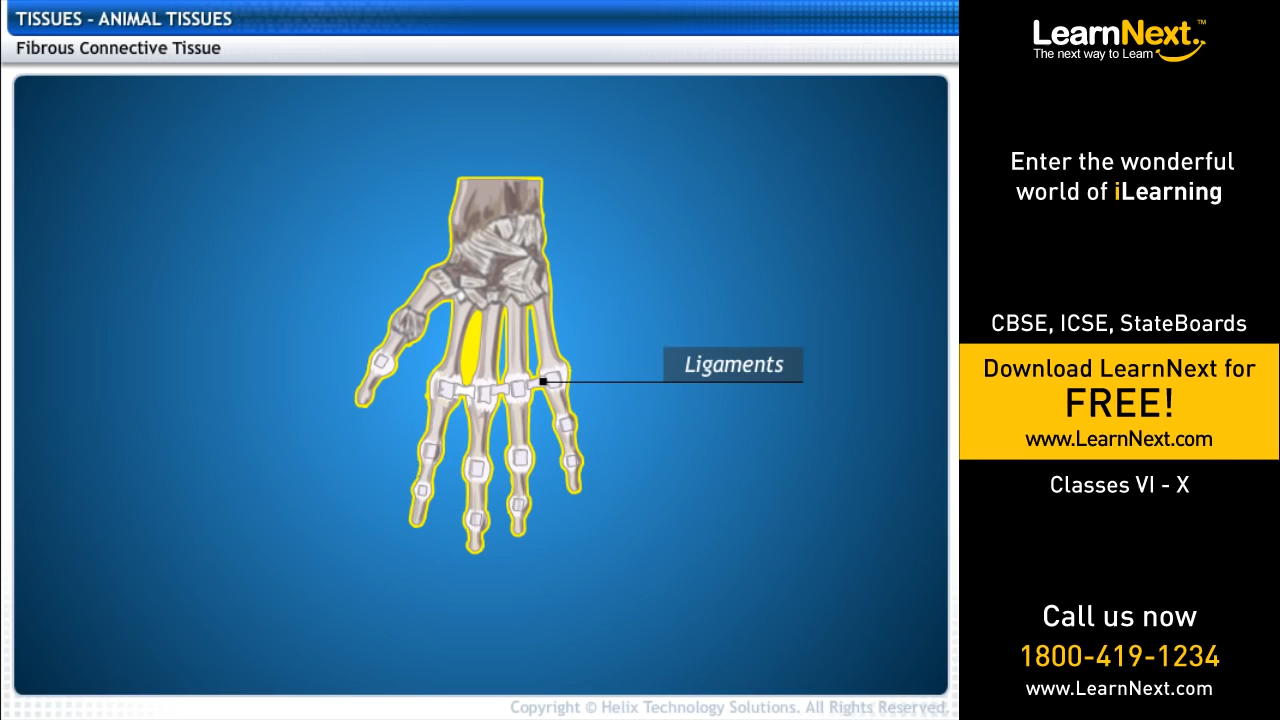 TISSUES - ANIMAL TISSUES
Fibrous Connective Tissue
Ligaments
Copyright © Helix Technology Solutions. All Rights Reserved.
LearnNext.™
The next way to Learn
Enter the wonderful
world of iLearning
CBSE, ICSE, StateBoards
Download LearnNext for
FREE!
www.LearnNext.com
Classes VI - X
Call us now
1800-419-1234
www.LearnNext.com